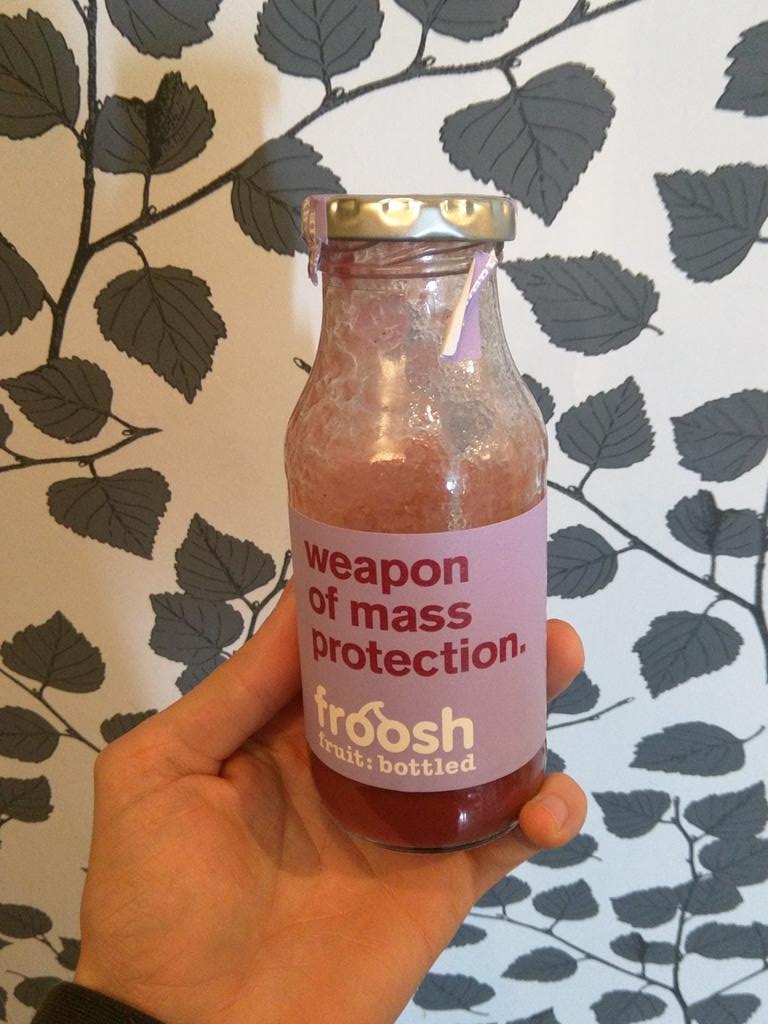 weapon
of mass
protection.
froosh
fruit: bottled